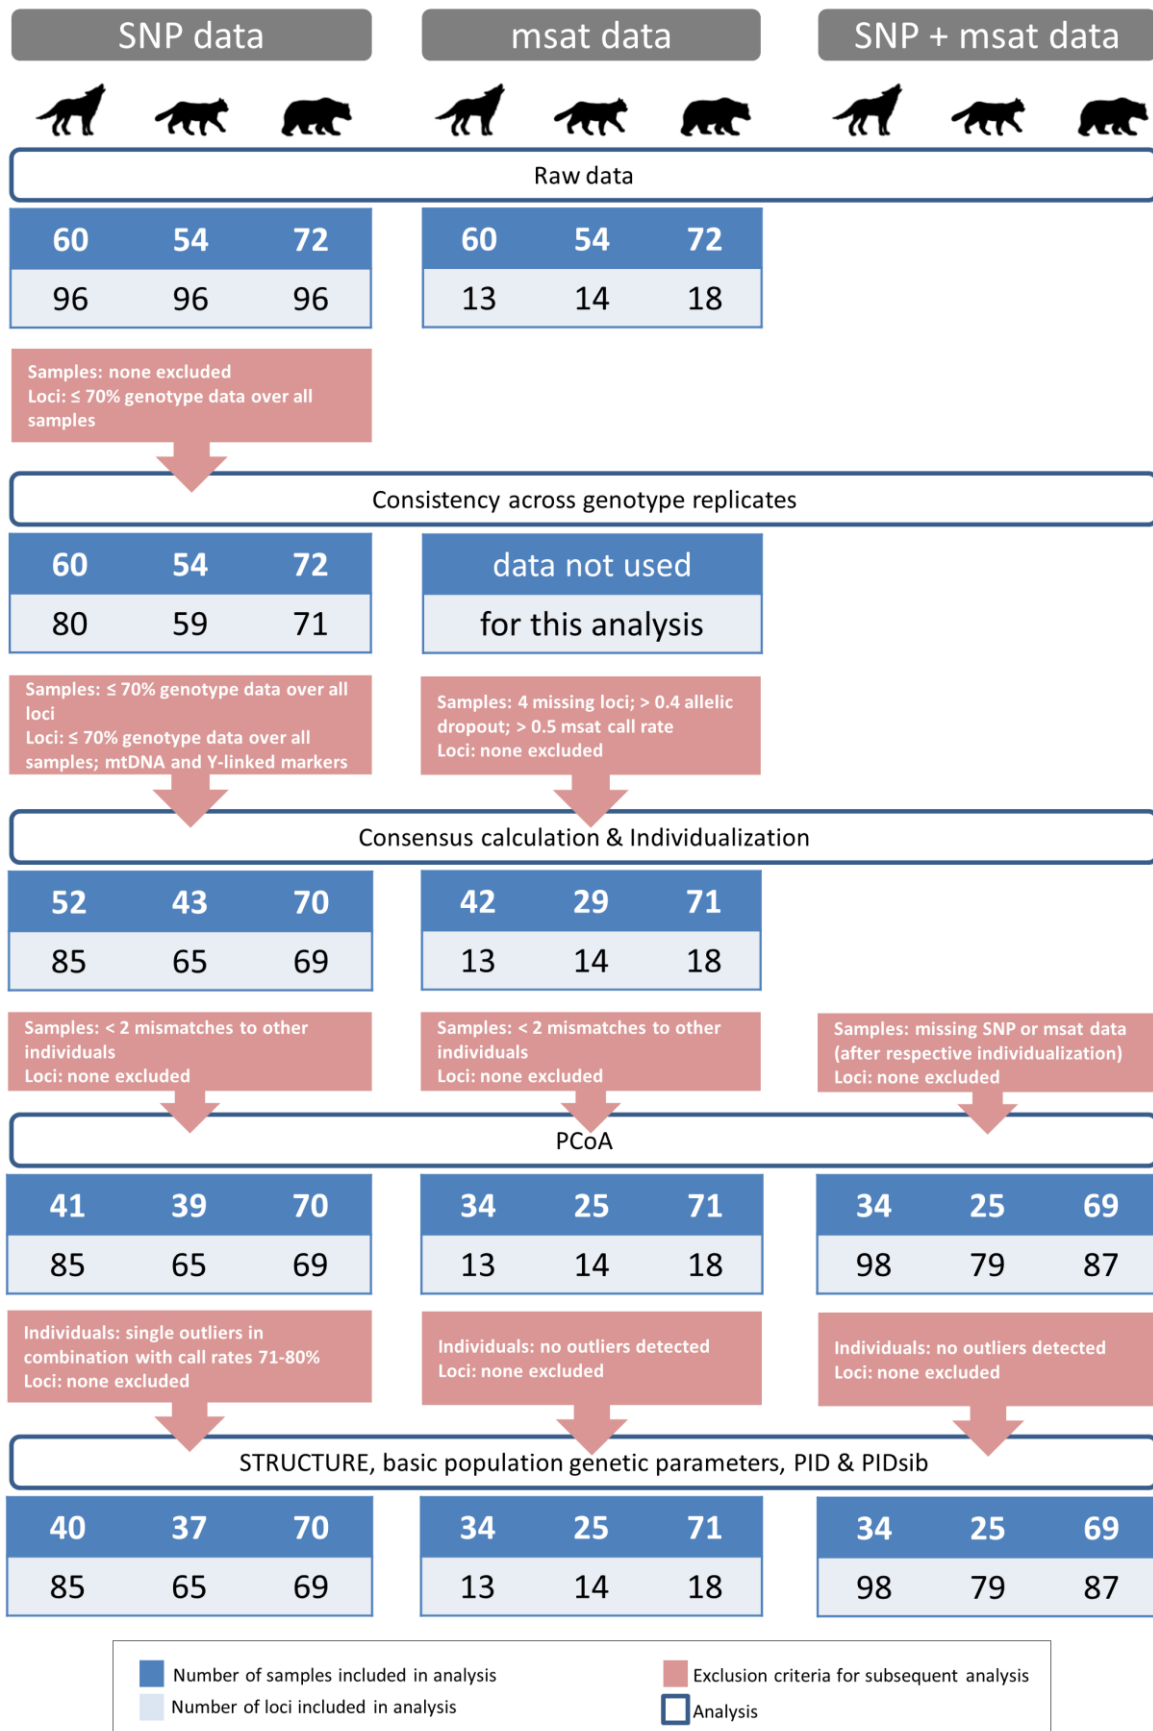 SNP data
msat data
SNP + msat data
Raw data
60 54 72
60 54 72
96 96 96
13 14 18
Samples: none excluded
Loci: ≤ 70% genotype data over all
samples
Consistency across genotype replicates
60 54 72
data not used
80 59 71
for this analysis
Samples: ≤ 70% genotype data over all
loci
Loci: ≤ 70% genotype data over all
samples; mtDNA and Y-linked markers
Samples: 4 missing loci; > 0.4 allelic
dropout; > 0.5 msat call rate
Loci: none excluded
Consensus calculation & Individualization
52 43 70
42 29 71
85 65 69
13 14 18
Samples: < 2 mismatches to other
individuals
Loci: none excluded
Samples: < 2 mismatches to other
individuals
Loci: none excluded
Samples: missing SNP or msat data
(after respective individualization)
Loci: none excluded
PCoA
41 39 70
34 25 71
34 25 69
85 65 69
13 14 18
98 79 87
Individuals: single outliers in
combination with call rates 71-80%
Loci: none excluded
Individuals: no outliers detected
Loci: none excluded
Individuals: no outliers detected
Loci: none excluded
STRUCTURE, basic population genetic parameters, PID & PIDsib
40 37 70
34 25 71
34 25 69
85 65 69
13 14 18
98 79 87
Number of samples included in analysis
Exclusion criteria for subsequent analysis
Number of loci included in analysis
Analysis